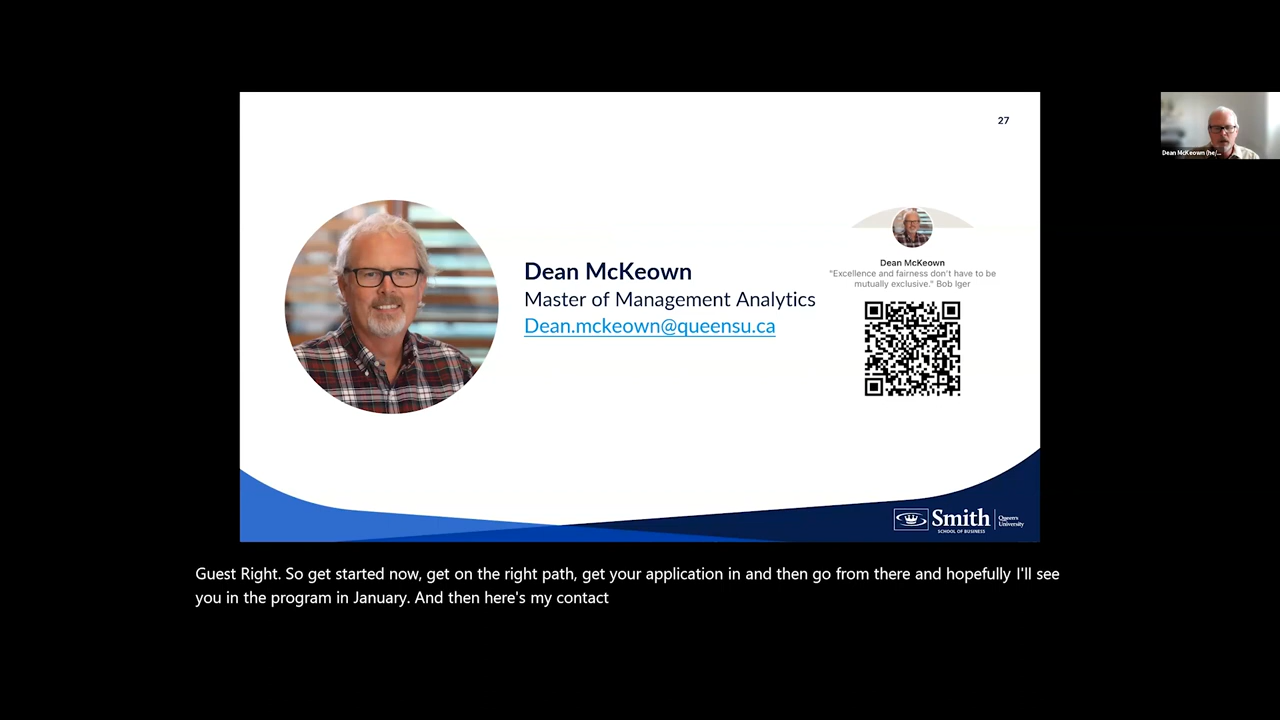 27
Dean McKeown
Master of Management Analytics
Dean.mckeown@queensu.ca
Dean McKeown
"Excellence and fairness don't have to be
mutually exclusive." Bob Iger
Dean McKeown (he/...
Smith
SCHOOL OF BUSINESS
Queen's
University
Guest Right. So get started now, get on the right path, get your application in and then go from there and hopefully I'll see
you in the program in January. And then here's my contact